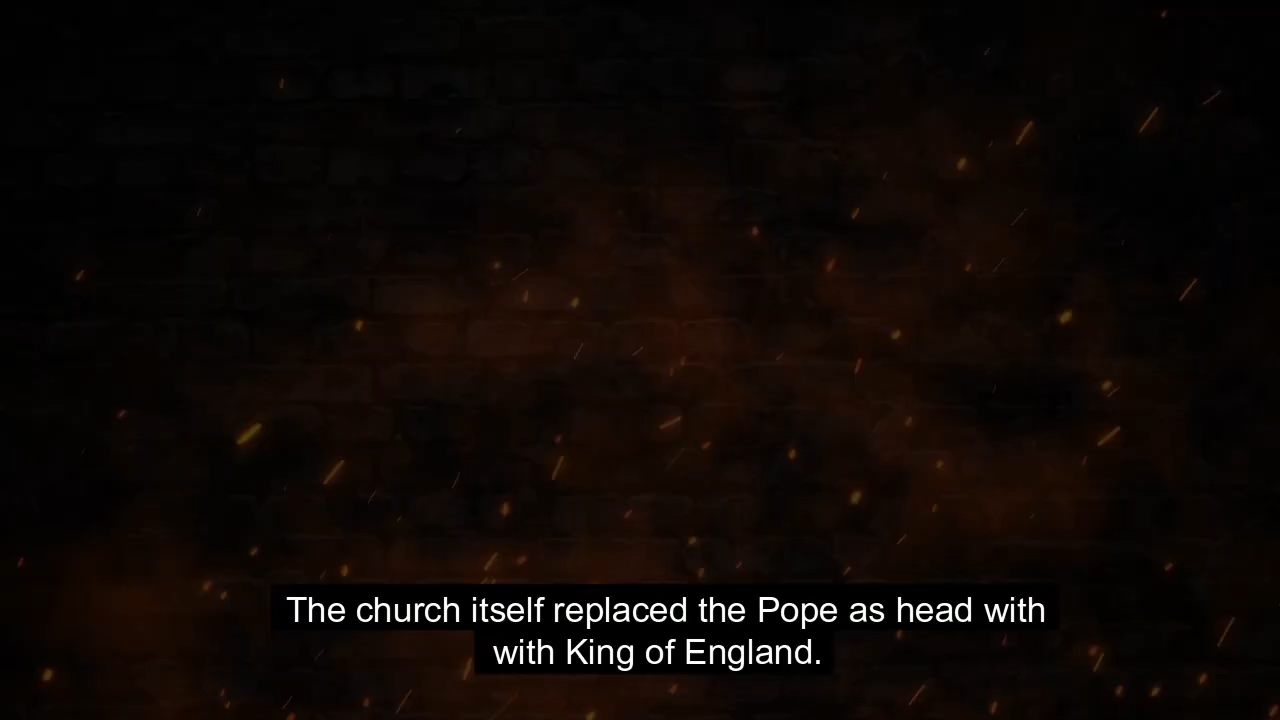 The church itself replaced the Pope as head with
with King of England.